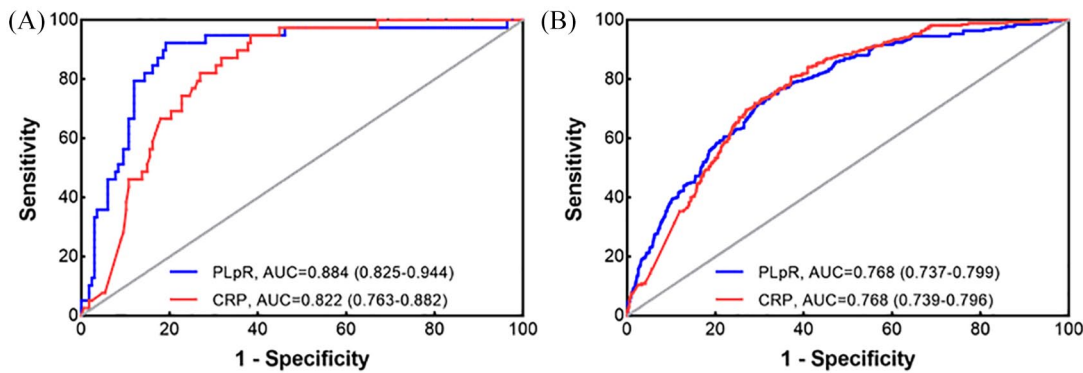 (A)
Sensitivity
100
80
60
40
20
0
PLpR, AUC=0.884 (0.825-0.944)
CRP, AUC=0.822 (0.763-0.882)
0 20 40 60 80 100
1 - Specificity
(B)
Sensitivity
100
80
60
40
20
0
PLpR, AUC=0.768 (0.737-0.799)
CRP, AUC=0.768 (0.739-0.796)
0 20 40 60 80 100
1 - Specificity